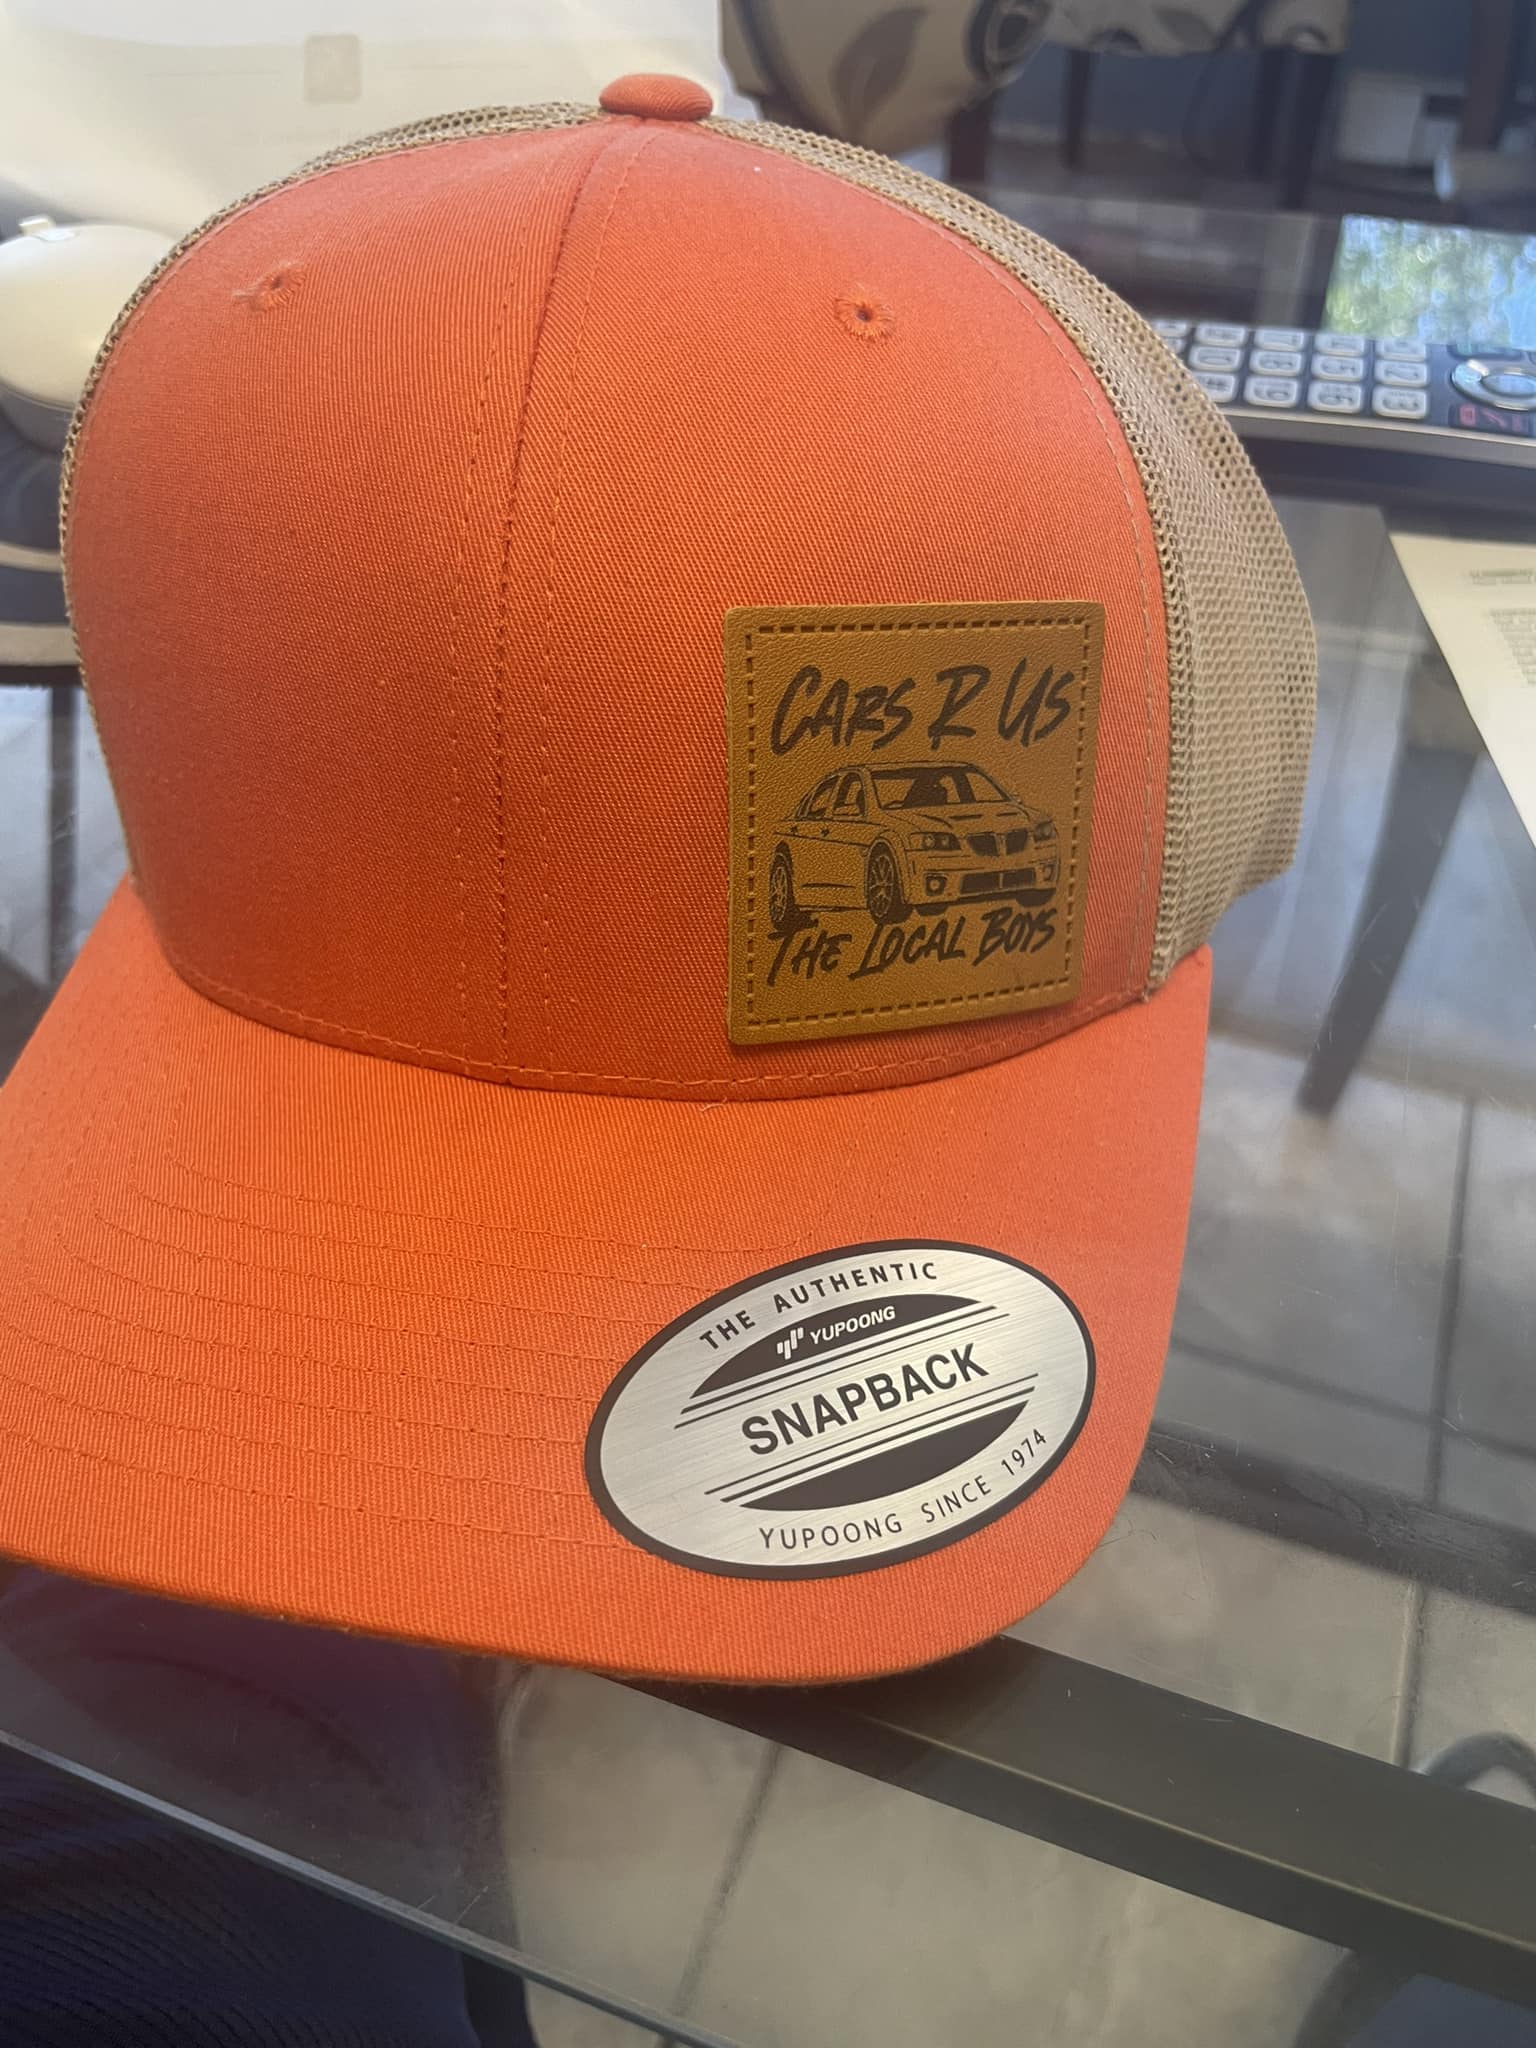 CARS R US
THE LOCAL BOYS
THE AUTHENTIC
YUPOONG
SNAPBACK
YUPOONG SINCE 1974